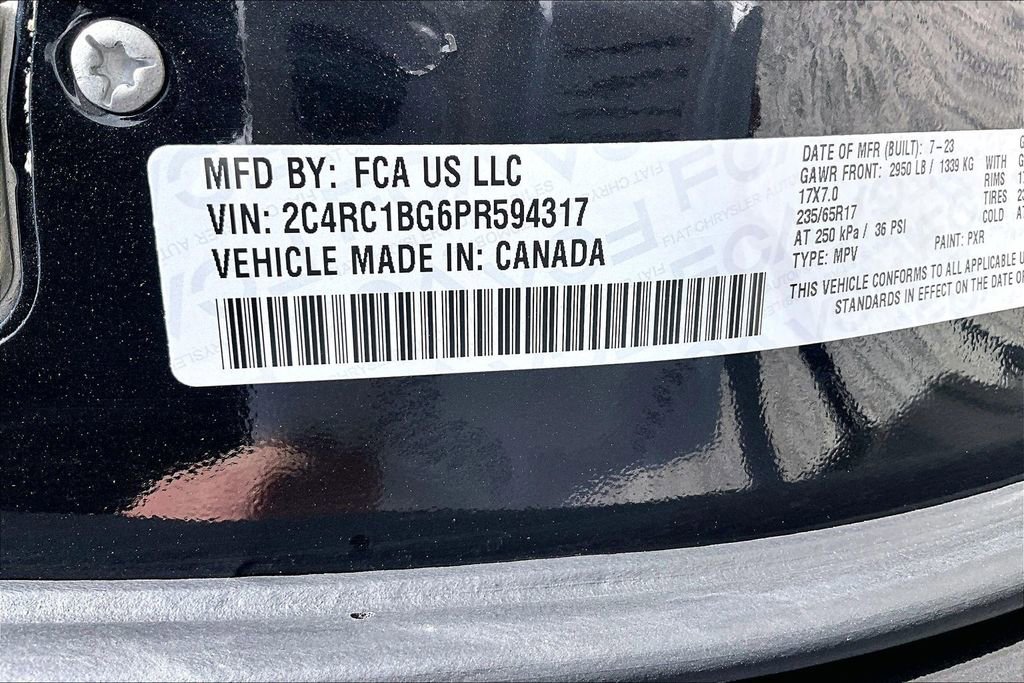 MFD BY: FCA US LLC
VIN: 2C4RC1BG6PR594317
VEHICLE MADE IN: CANADA
DATE OF MFR (BUILT): 7-23
GAWR FRONT: 2950 LB / 1339 KG WITH
17X7.0 RIMS
235/65R17 TIRES
AT 250 kPa / 36 PSI COLD
TYPE: MPV PAINT: PXR
THIS VEHICLE CONFORMS TO ALL APPLICABLE
STANDARDS IN EFFECT ON THE DATE